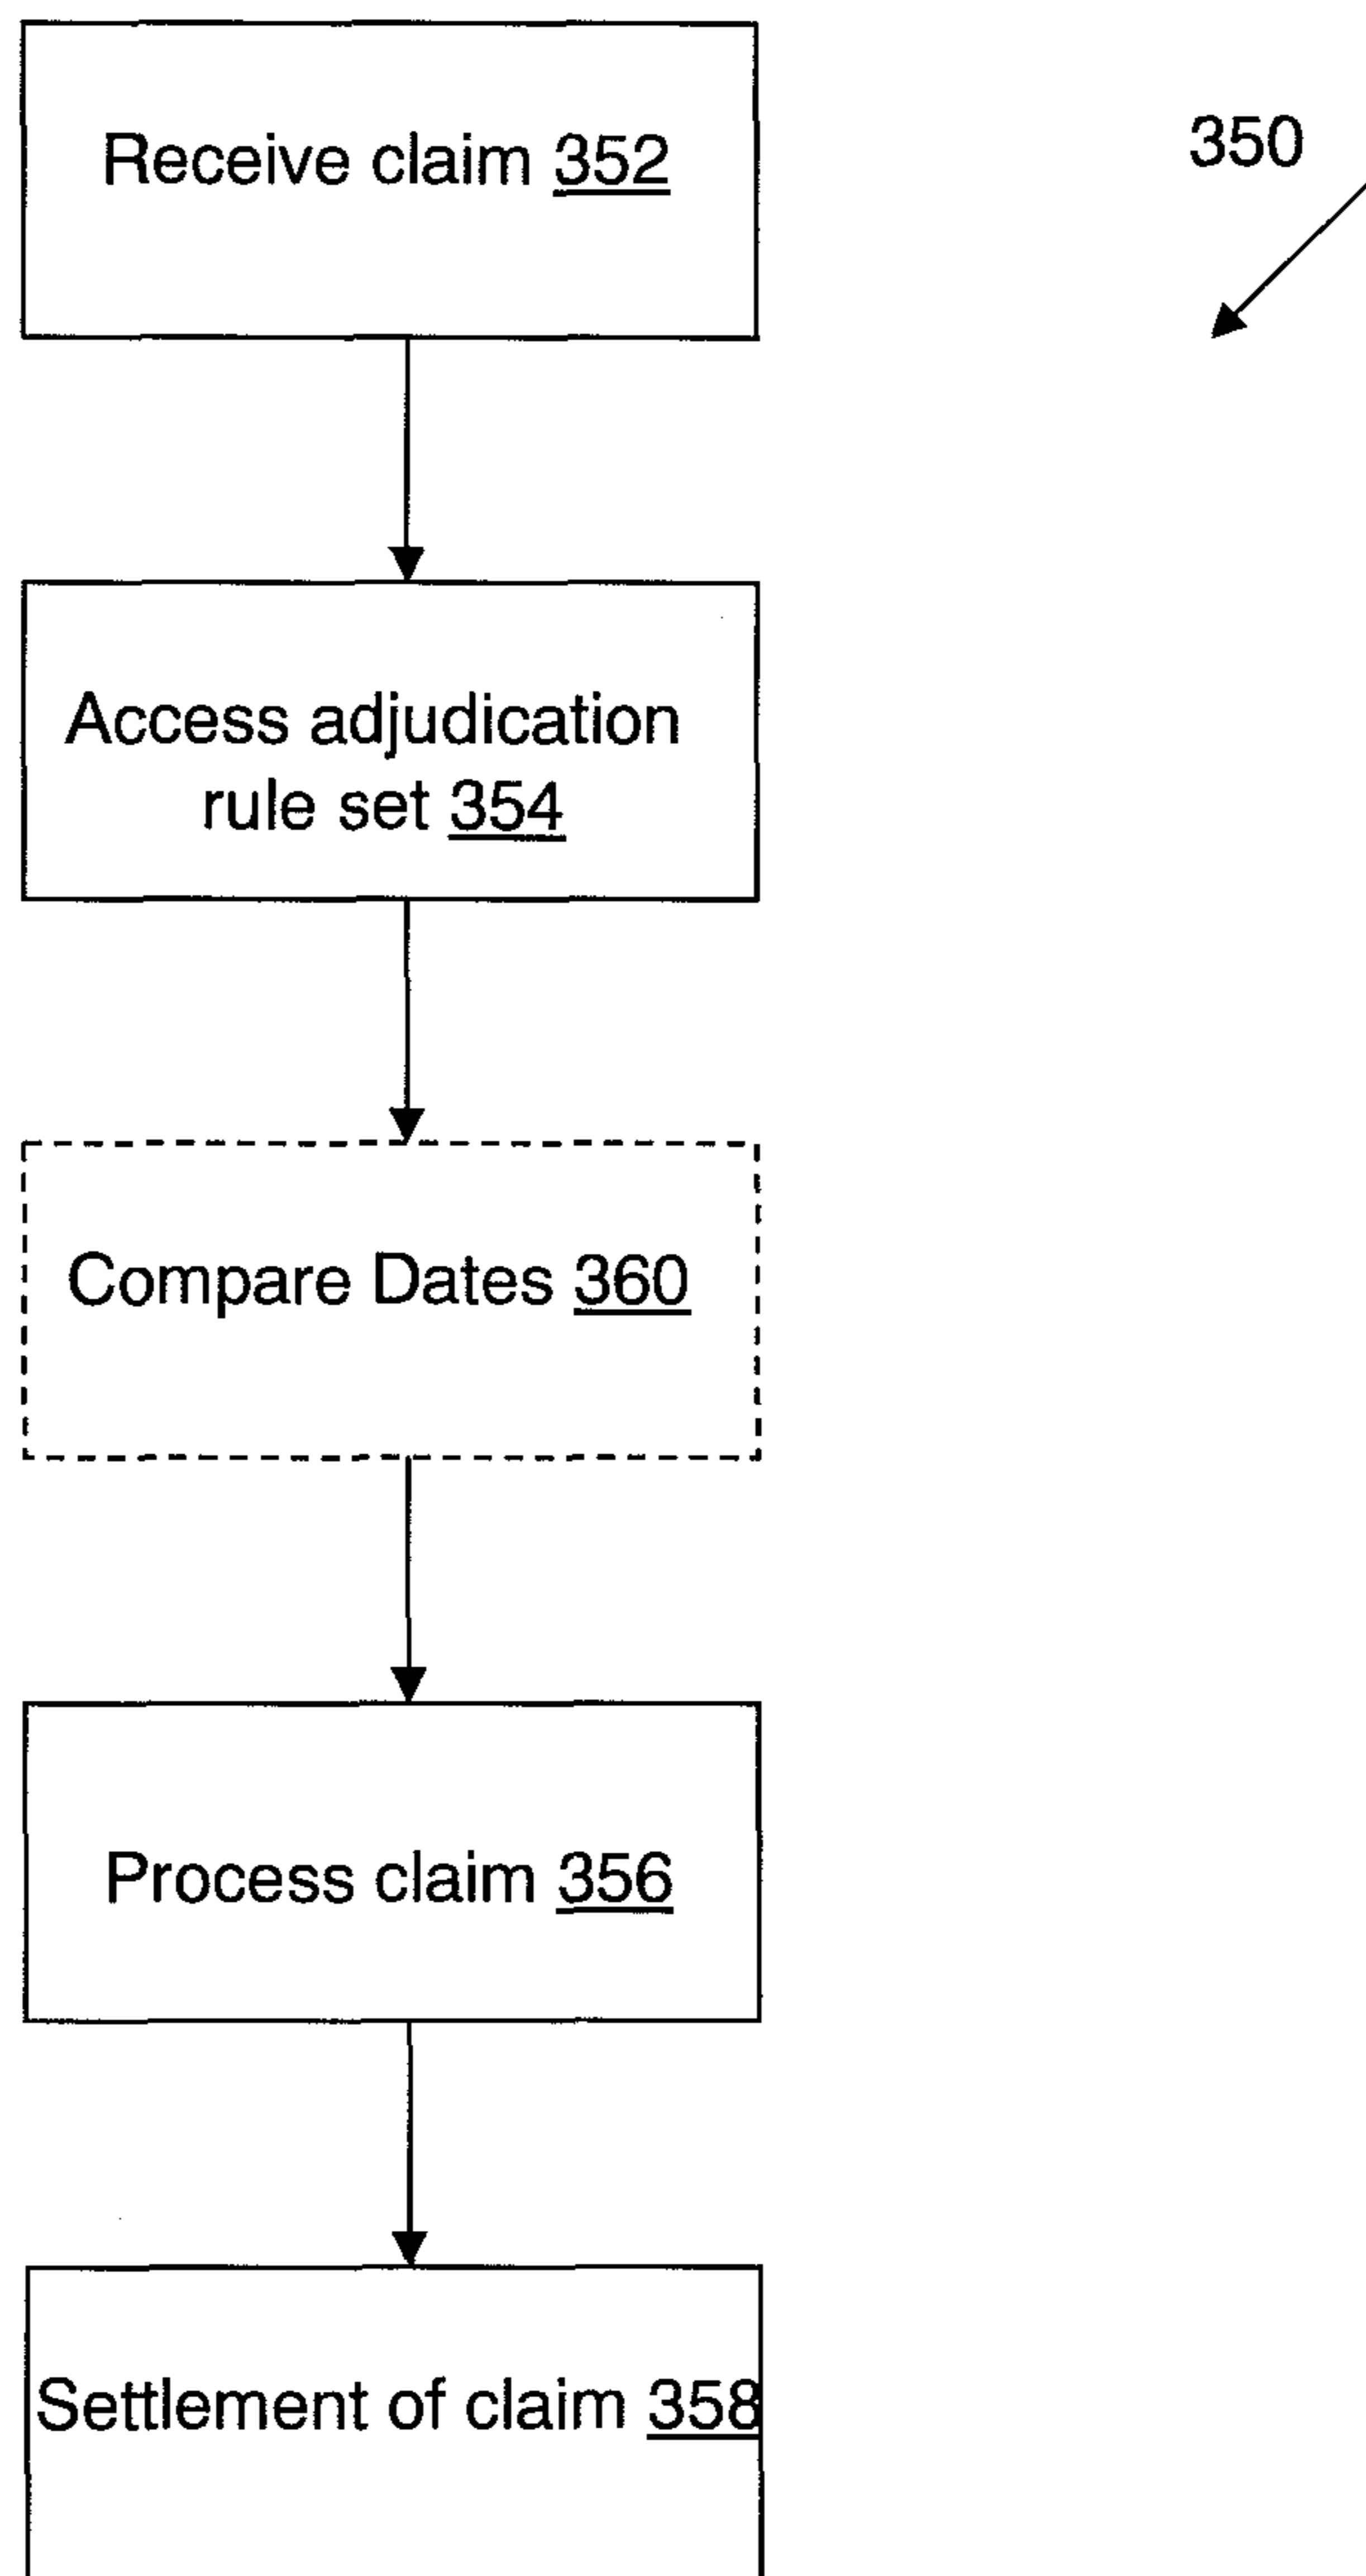 Receive claim 352
350
Access adjudication
rule set 354
Compare Dates 360
Process claim 356
Settlement of claim 358